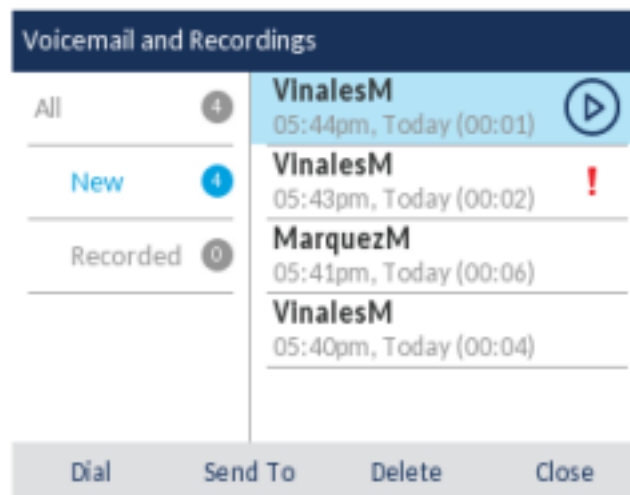 Voicemail and Recordings
All 4
New 4
Recorded 0
VinalesM
05:44pm, Today (00:01)
VinalesM
05:43pm, Today (00:02)
!
MarquezM
05:41pm, Today (00:06)
VinalesM
05:40pm, Today (00:04)
Dial Send To Delete Close